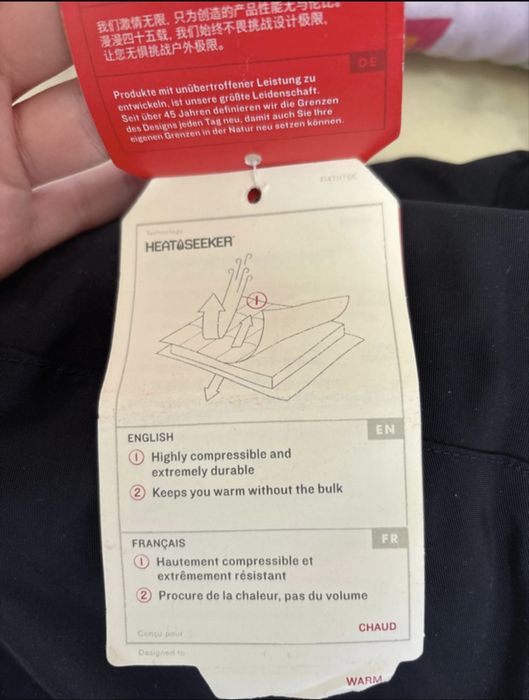 我们激情无限，只为创造的产品性能无与伦比。
漫漫四十五载，我们始终不畏挑战设计极限，
让您无惧挑战户外极限。
DE
Produkte mit unübertroffener Leistung zu
entwickeln, ist unsere größte Leidenschaft.
Seit über 45 Jahren definieren wir die Grenzen
des Designs jeden Tag neu, damit auch Sie Ihre
eigenen Grenzen in der Natur neu setzen können.
Technology
HEATSEEKER
1
EN
ENGLISH
1 Highly compressible and
extremely durable
2 Keeps you warm without the bulk
FR
FRANÇAIS
1 Hautement compressible et
extrêmement résistant
2 Procure de la chaleur, pas du volume
Conçu pour
CHAUD
Designed to
WARM